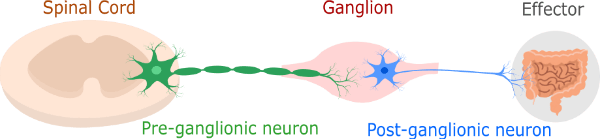 Spinal Cord
Ganglion
Effector
Pre-ganglionic neuron
Post-ganglionic neuron